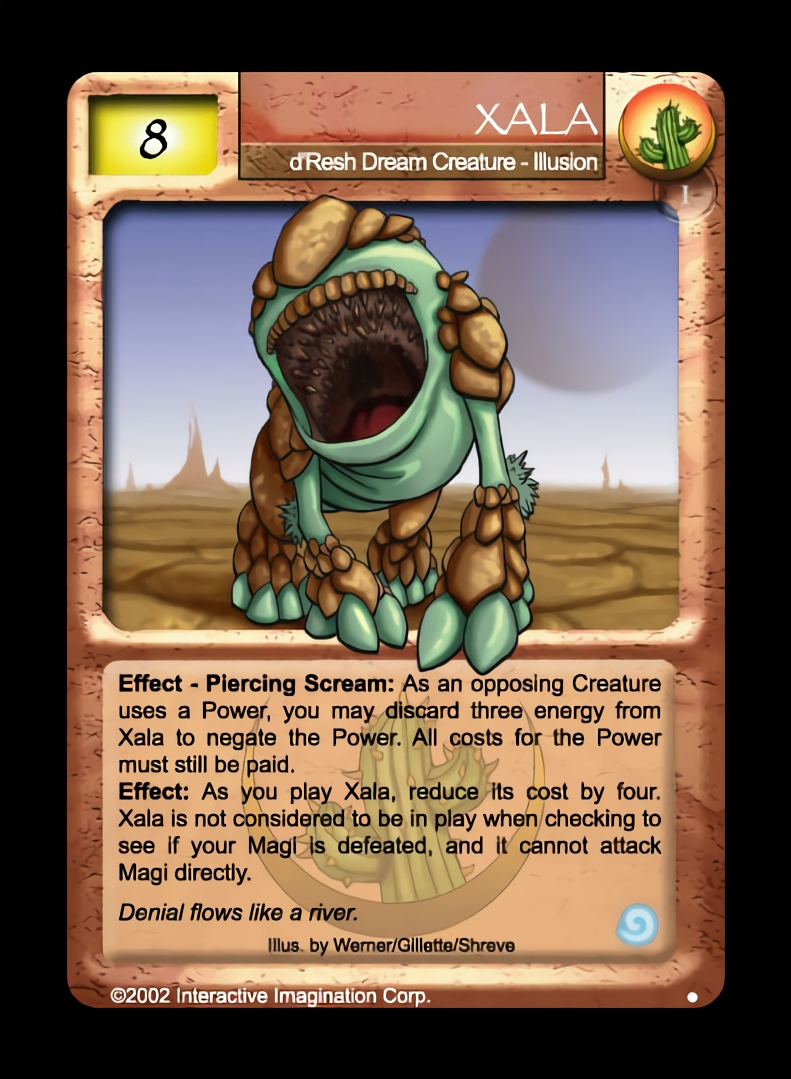 8
XALA
d'Resh Dream Creature - Illusion
I
Effect - Piercing Scream: As an opposing Creature
uses a Power, you may discard three energy from
Xala to negate the Power. All costs for the Power
must still be paid.
Effect: As you play Xala, reduce its cost by four.
Xala is not considered to be in play when checking to
see if your Magi is defeated, and it cannot attack
Magi directly.
Denial flows like a river.
Illus. by Werner/Gillette/Shreve
©2002 Interactive Imagination Corp.